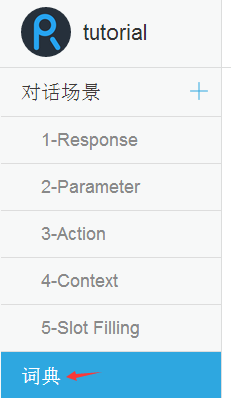 tutorial
对话场景
1-Response
2-Parameter
3-Action
4-Context
5-Slot Filling
词典